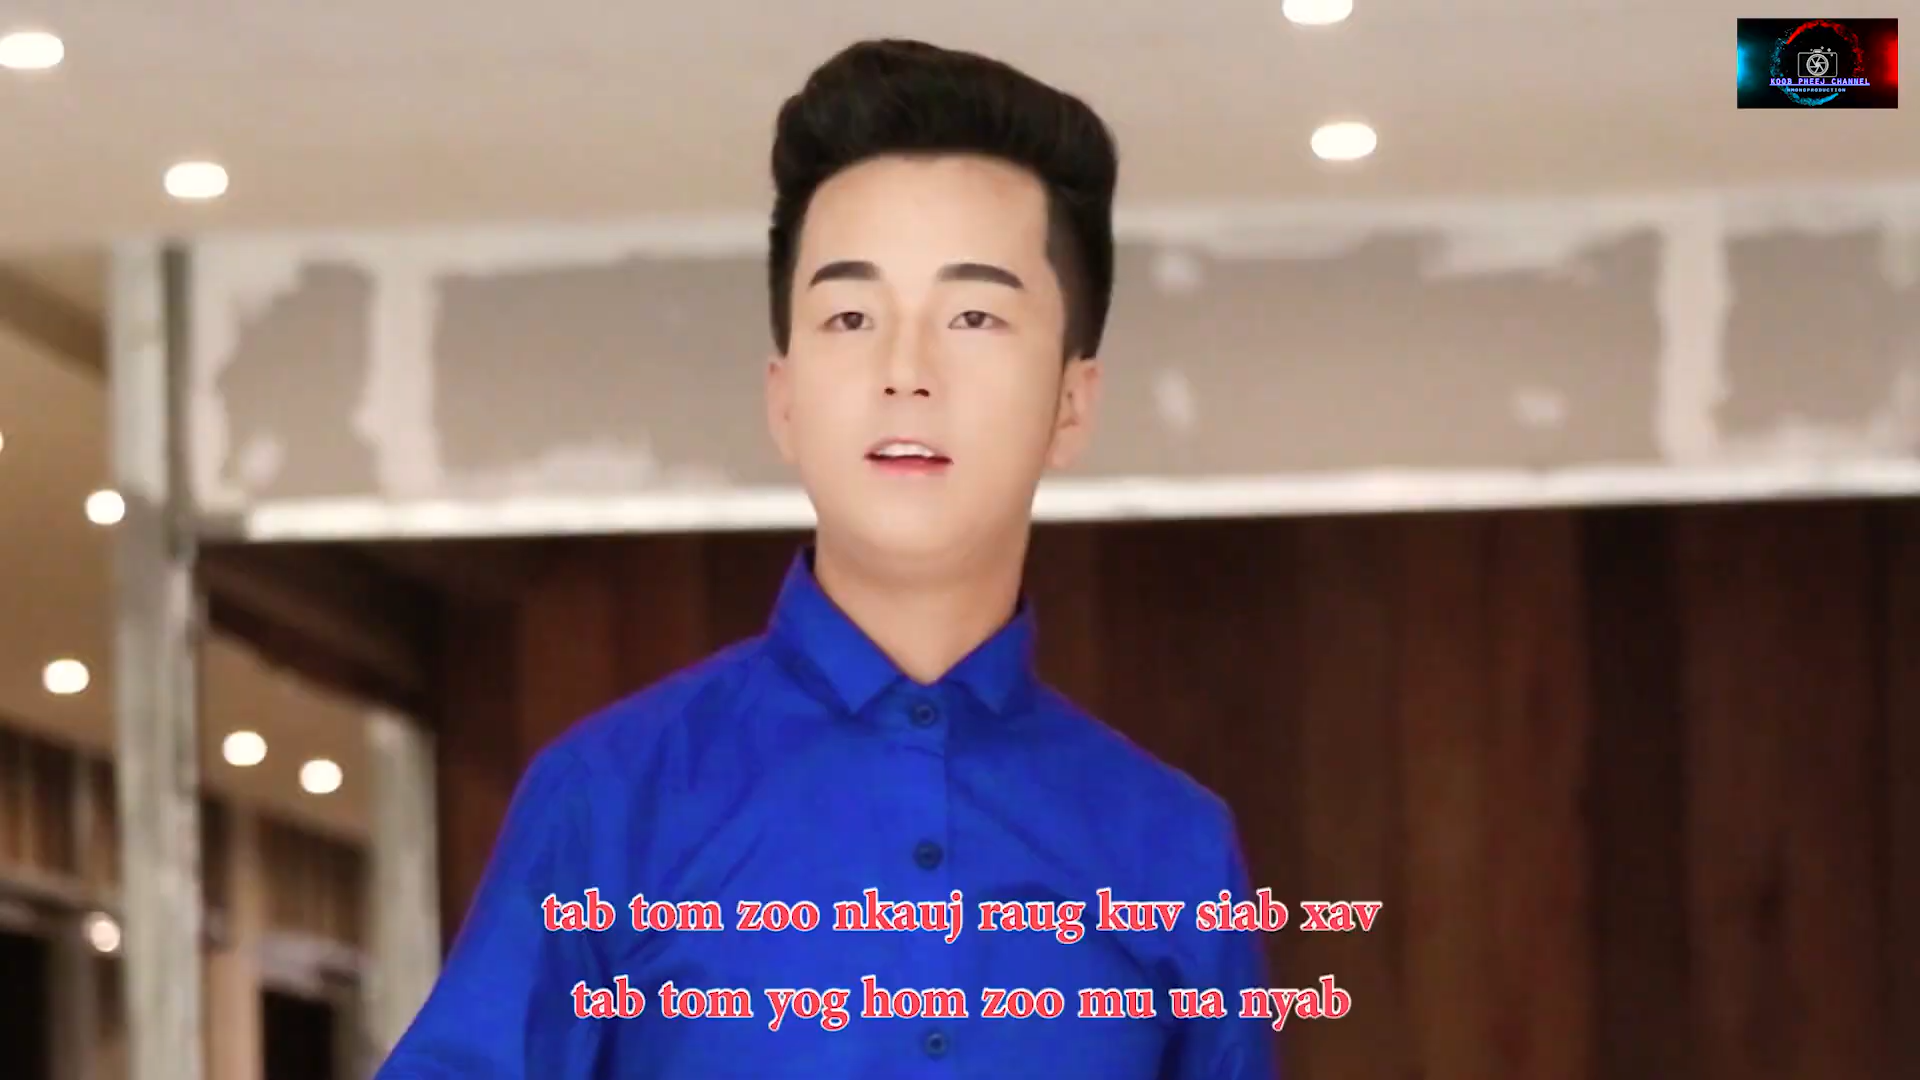 KOOB PHEEJ CHANNEL
HMONGPRODUCTION
tab tom zoo nkauj raug kuv siab xav
tab tom yog hom zoo mu ua nyab